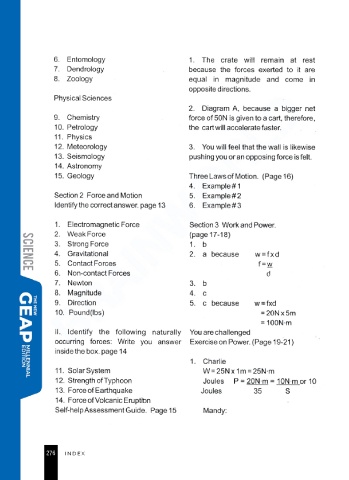 6. Entomology
7. Dendrology
8. Zoology
Physical Sciences
9. Chemistry
10. Petrology
11. Physics
12. Meteorology
13. Seismology
14. Astronomy
15. Geology
Section 2 Force and Motion
Identify the correct answer. page 13
1. Electromagnetic Force
2. Weak Force
3. Strong Force
4. Gravitational
5. Contact Forces
6. Non-contact Forces
7. Newton
8. Magnitude
9. Direction
10. Pound(lbs)
II. Identify the following naturally
occurring forces: Write you answer
inside the box. page 14
11. Solar System
12. Strength of Typhoon
13. Force of Earthquake
14. Force of Volcanic Eruption
Self-help Assessment Guide. Page 15
1. The crate will remain at rest
because the forces exerted to it are
equal in magnitude and come in
opposite directions.
2. Diagram A, because a bigger net
force of 50N is given to a cart, therefore,
the cart will accelerate faster.
3. You will feel that the wall is likewise
pushing you or an opposing force is felt.
Three Laws of Motion. (Page 16)
4. Example # 1
5. Example # 2
6. Example # 3
Section 3 Work and Power.
(page 17-18)
1. b
2. a because w = f x d
f = w
d
3. b
4. c
5. c because w = fxd
= 20N x 5m
= 100N·m
You are challenged
Exercise on Power. (Page 19-21)
1. Charlie
W = 25N x 1m = 25N·m
Joules P = 20N·m = 10N·m or 10
Joules 35 S
Mandy:
SCIENCE
THE NEW
GEAP
MILLENNIAL
EDITION
276 INDEX